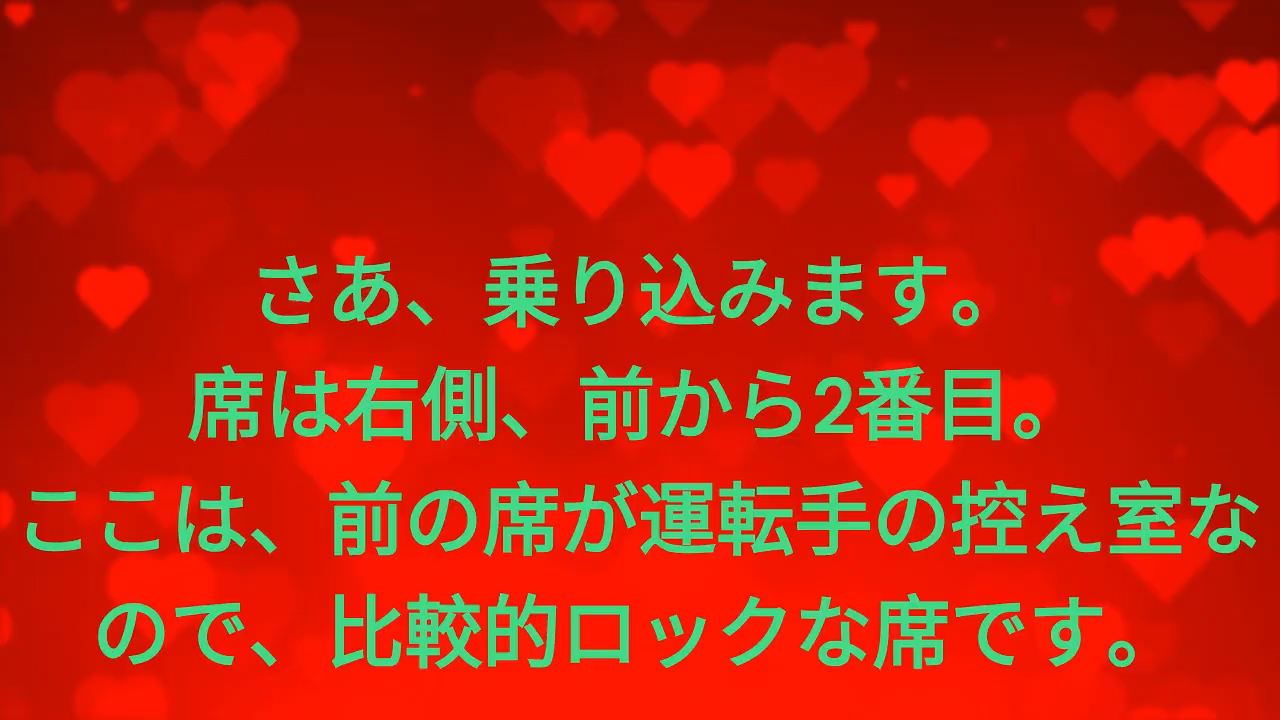 さあ、乗り込みます。
席は右側、前から2番目。
ここは、前の席が運転手の控え室な
ので、比較的ロックな席です。